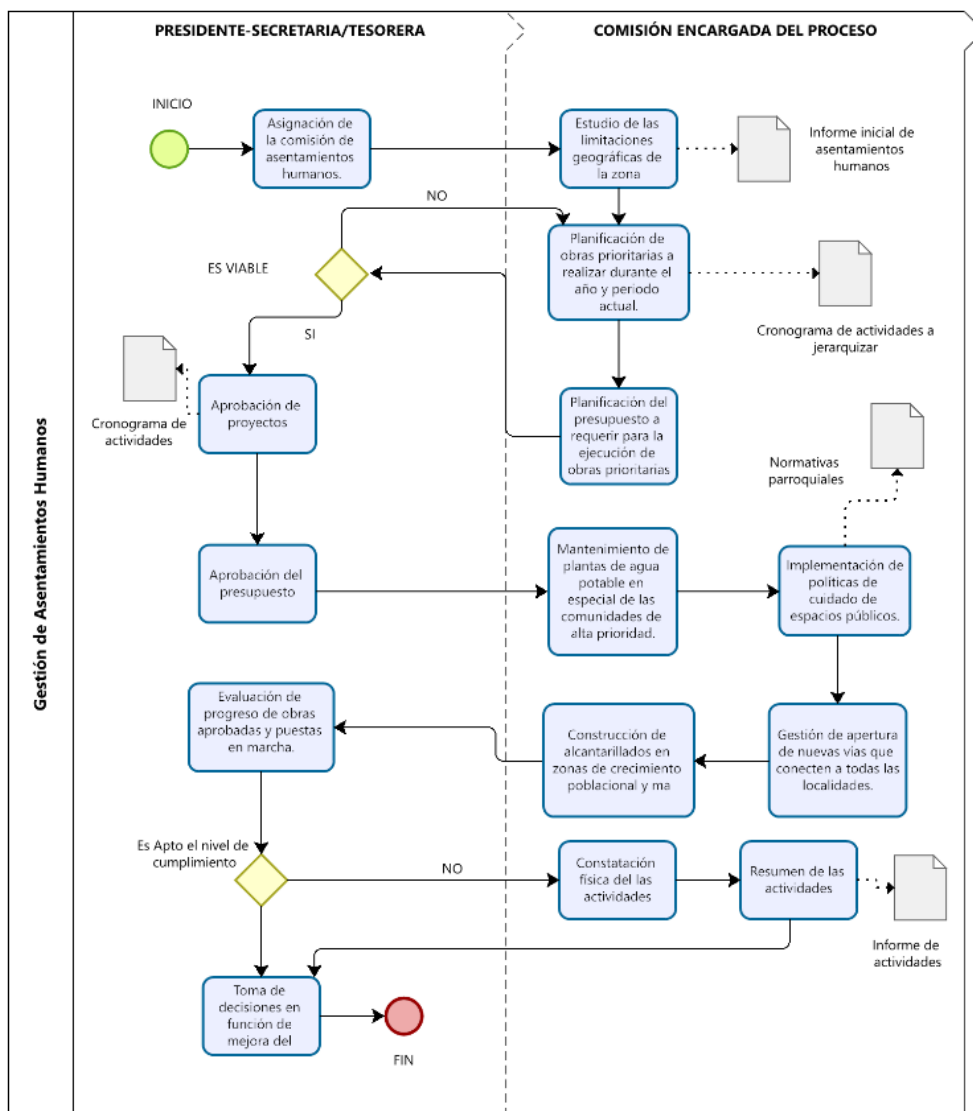 Gestión de Asentamientos Humanos
PRESIDENTE-SECRETARIA/TESORERA
COMISIÓN ENCARGADA DEL PROCESO
INICIO
Asignación de
la comisión de
asentamientos
humanos.
Estudio de las
limitaciones
geográficas de
la zona
Informe inicial de
asentamientos
humanos
NO
Planificación de
obras prioritarias a
realizar durante el
año y periodo
actual.
ES VIABLE
Cronograma de actividades a
jerarquizar
SI
Aprobación de
proyectos
Cronograma de
actividades
Planificación del
presupuesto a
requerir para la
ejecución de
obras prioritarias
Normativas
parroquiales
Aprobación del
presupuesto
Mantenimiento de
plantas de agua
potable en
especial de las
comunidades de
alta prioridad.
Implementación de
políticas de
cuidado de
espacios públicos.
Evaluación de
progreso de obras
aprobadas y puestas
en marcha.
Construcción de
alcantarillados en
zonas de crecimiento
poblacional y ma
Gestión de apertura
de nuevas vías que
conecten a todas las
localidades.
Es Apto el nivel de
cumplimiento
NO
Constatación
física del las
actividades
Resumen de las
actividades
Informe de
actividades
Toma de
decisiones en
función de
mejora del
FIN